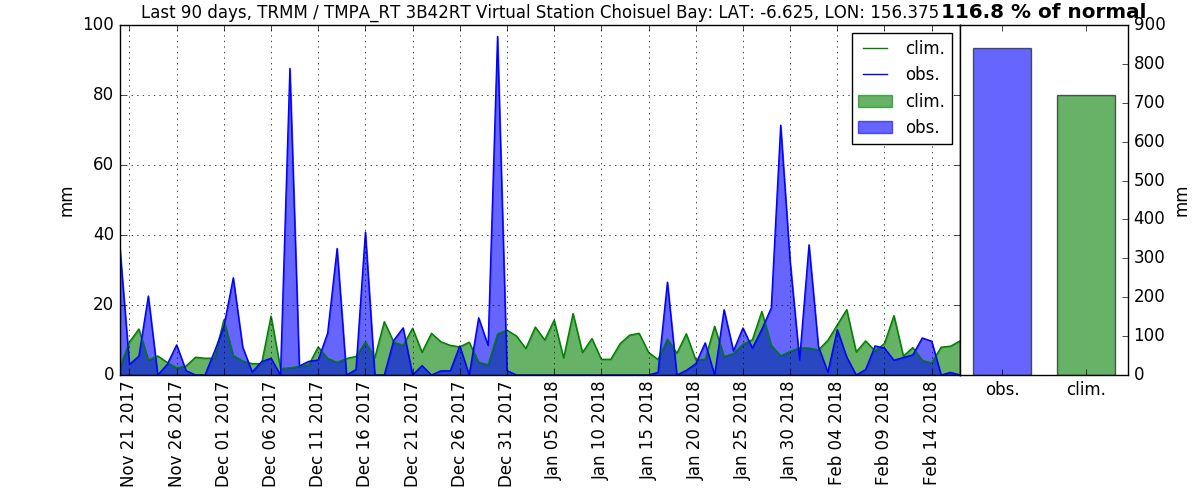 Last 90 days, TRMM / TMPA_RT 3B42RT Virtual Station Choisuel Bay: LAT: -6.625, LON: 156.375
116.8 % of normal
mm
100
80
60
40
20
0
clim.
obs.
clim.
obs.
Nov 21 2017
Nov 26 2017
Dec 01 2017
Dec 06 2017
Dec 11 2017
Dec 16 2017
Dec 21 2017
Dec 26 2017
Dec 31 2017
Jan 05 2018
Jan 10 2018
Jan 15 2018
Jan 20 2018
Jan 25 2018
Jan 30 2018
Feb 04 2018
Feb 09 2018
Feb 14 2018
900
800
700
600
500
400
300
200
100
0
mm
obs.
clim.